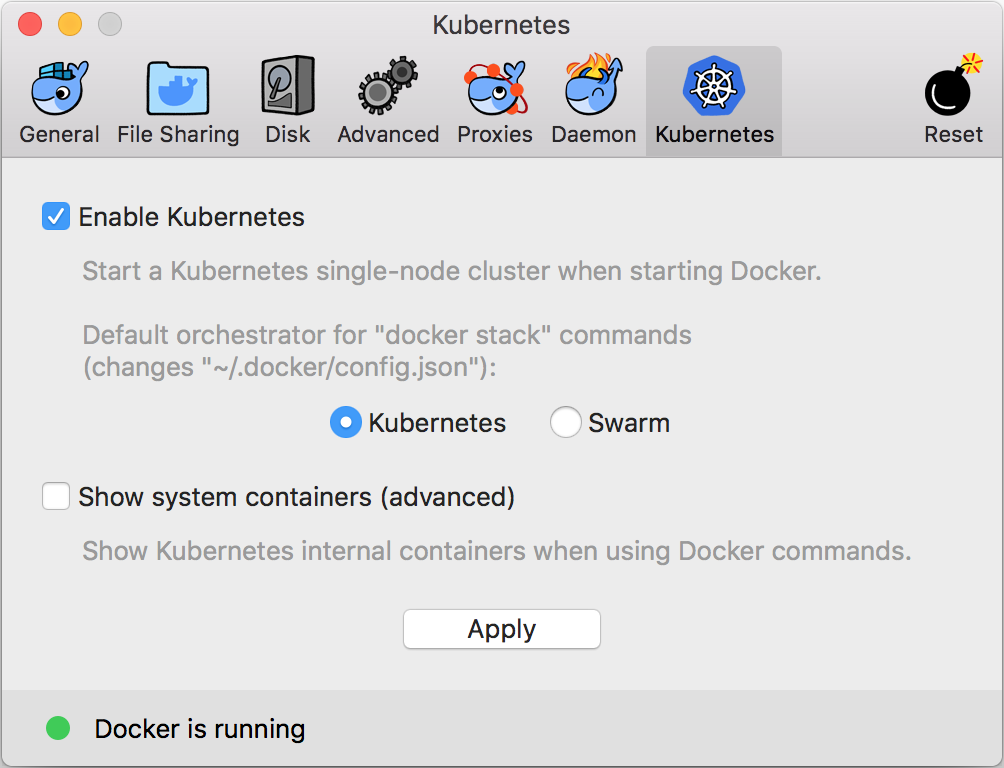 Kubernetes
General File Sharing Disk Advanced Proxies Daemon Kubernetes Reset
Enable Kubernetes
Start a Kubernetes single-node cluster when starting Docker.
Default orchestrator for "docker stack" commands
(changes "~/.docker/config.json"):
Kubernetes Swarm
Show system containers (advanced)
Show Kubernetes internal containers when using Docker commands.
Apply
Docker is running